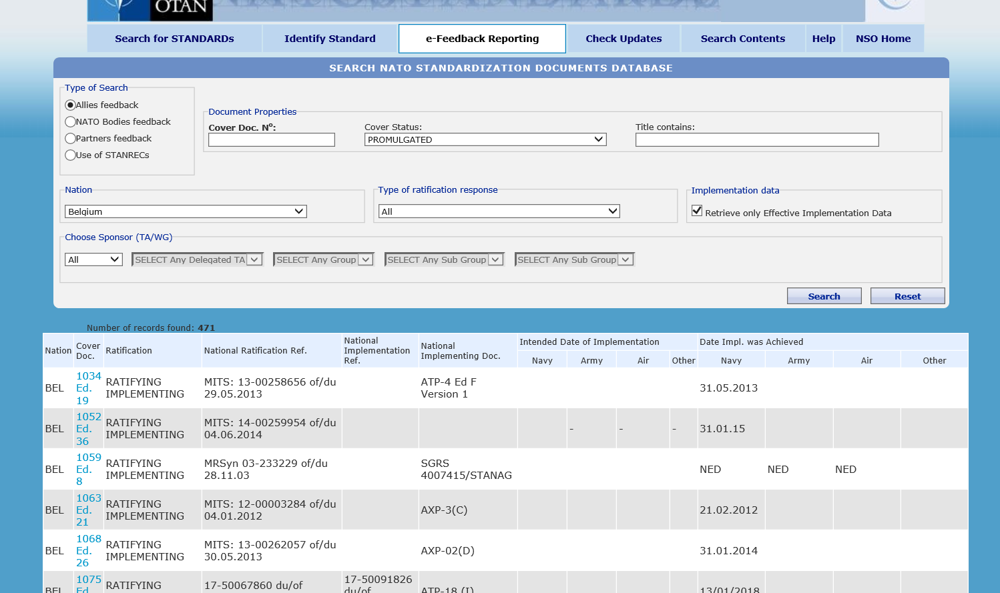 OTAN
Search for STANDARDs
Identify Standard
e-Feedback Reporting
Check Updates
Search Contents
Help
NSO Home
SEARCH NATO STANDARDIZATION DOCUMENTS DATABASE
Type of Search
Allies feedback
NATO Bodies feedback
Partners feedback
Use of STANRECs
Document Properties
Cover Doc. Nº:
Cover Status:
PROMULGATED
Title contains:
Nation
Belgium
Type of ratification response
All
Implementation data
Retrieve only Effective Implementation Data
Choose Sponsor (TA/WG)
All
SELECT Any Delegated TA
SELECT Any Group
SELECT Any Sub Group
SELECT Any Sub Group
Search
Reset
Number of records found: 471
Nation
Cover
Doc.
Ratification
National Ratification Ref.
National
Implementation
Ref.
National
Implementing Doc.
Intended Date of Implementation
Date Impl. was Achieved
Navy
Army
Air
Other
Navy
Army
Air
Other
BEL
1034
Ed.
19
RATIFYING
IMPLEMENTING
MITS: 13-00258656 of/du
29.05.2013
ATP-4 Ed F
Version 1
31.05.2013
BEL
1052
Ed.
36
RATIFYING
IMPLEMENTING
MITS: 14-00259954 of/du
04.06.2014
-
-
-
31.01.15
BEL
1059
Ed.
8
RATIFYING
IMPLEMENTING
MRSyn 03-233229 of/du
28.11.03
SGRS
4007415/STANAG
NED
NED
NED
BEL
1063
Ed.
21
RATIFYING
IMPLEMENTING
MITS: 12-00003284 of/du
04.01.2012
AXP-3(C)
21.02.2012
BEL
1068
Ed.
26
RATIFYING
IMPLEMENTING
MITS: 13-00262057 of/du
30.05.2013
AXP-02(D)
31.01.2014
BEL
1075
Ed.
RATIFYING
17-50067860 du/of
17-50091826
du/of
ATP-18 (I)
13/01/2018